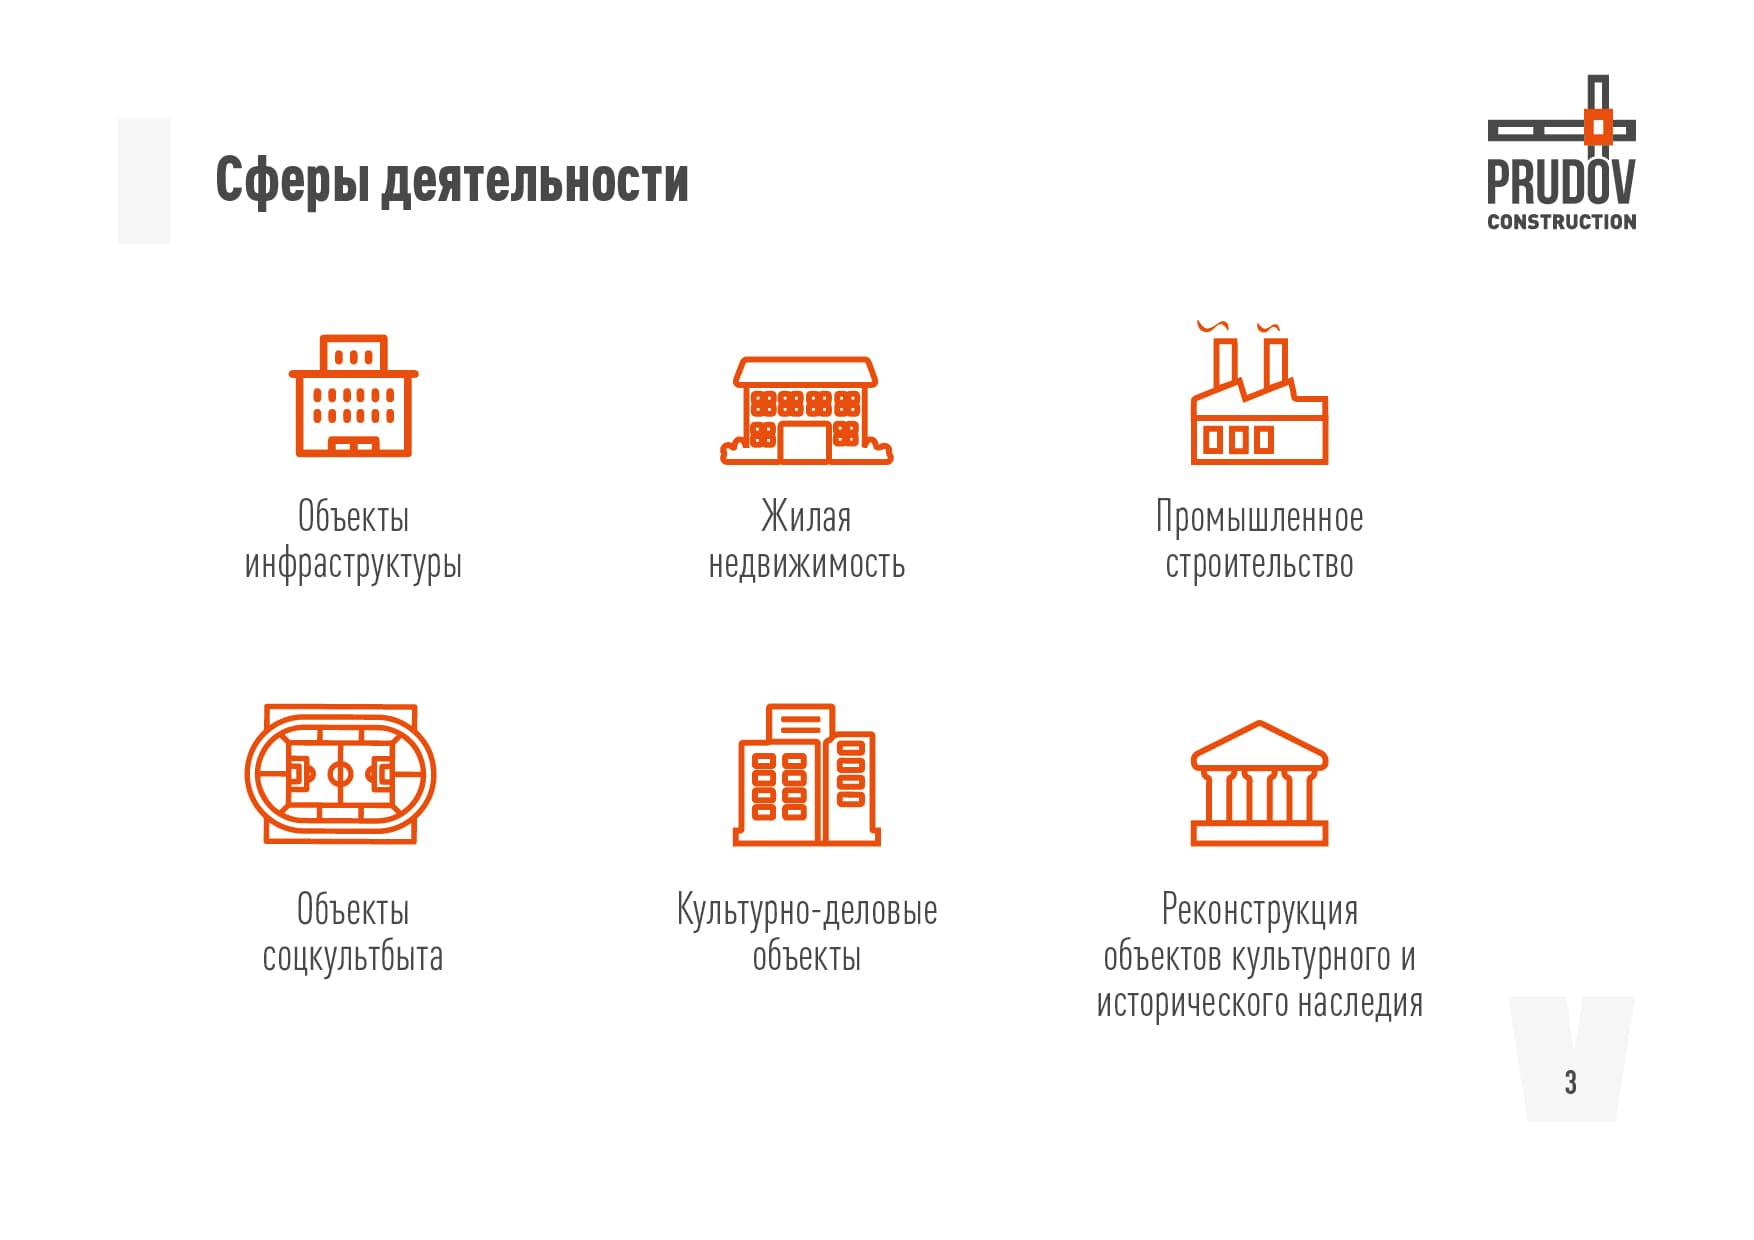 Сферы деятельности
PRUDOV
CONSTRUCTION
Объекты
инфраструктуры
Жилая
недвижимость
Промышленное
строительство
Объекты
соцкультбыта
Культурно-деловые
объекты
Реконструкция
объектов культурного и
исторического наследия
3